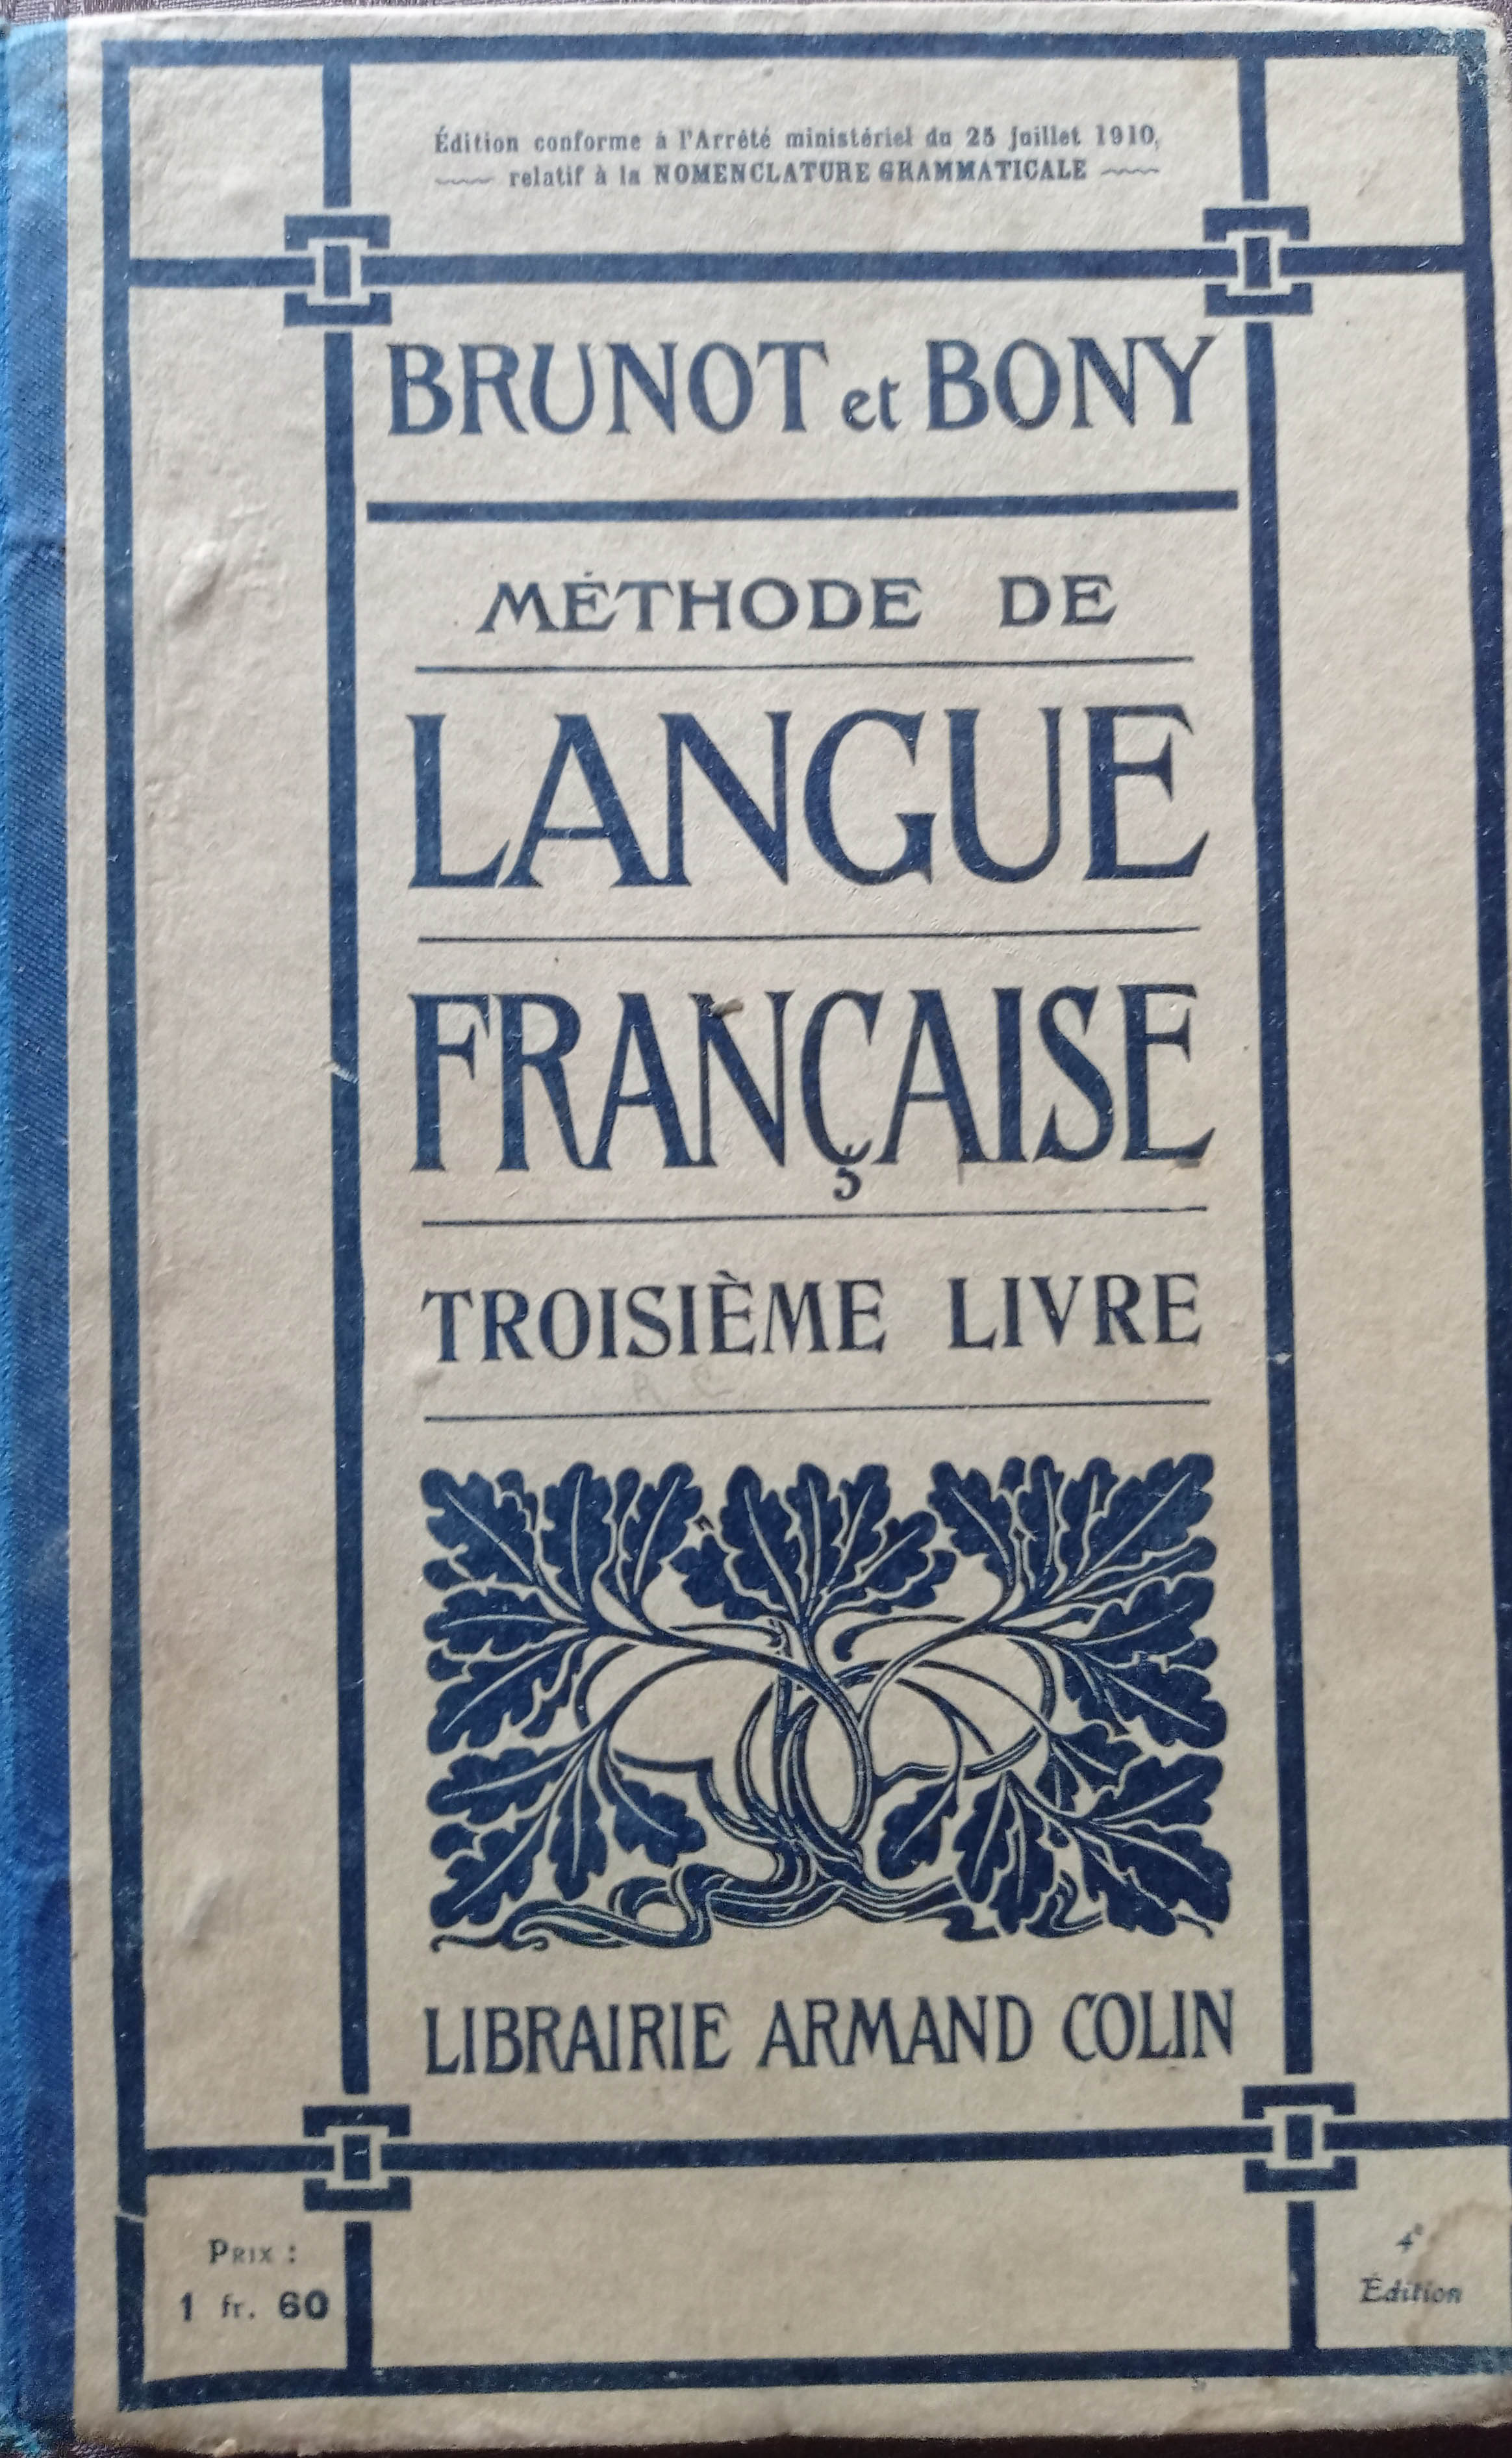 Édition conforme à l'Arrêté ministériel du 25 Juillet 1910,
relatif à la NOMENCLATURE GRAMMATICALE
BRUNOT et BONY
MÉTHODE DE
LANGUE
FRANÇAISE
TROISIÈME LIVRE
LIBRAIRIE ARMAND COLIN
PRIX :
1 fr. 60
4e
Édition